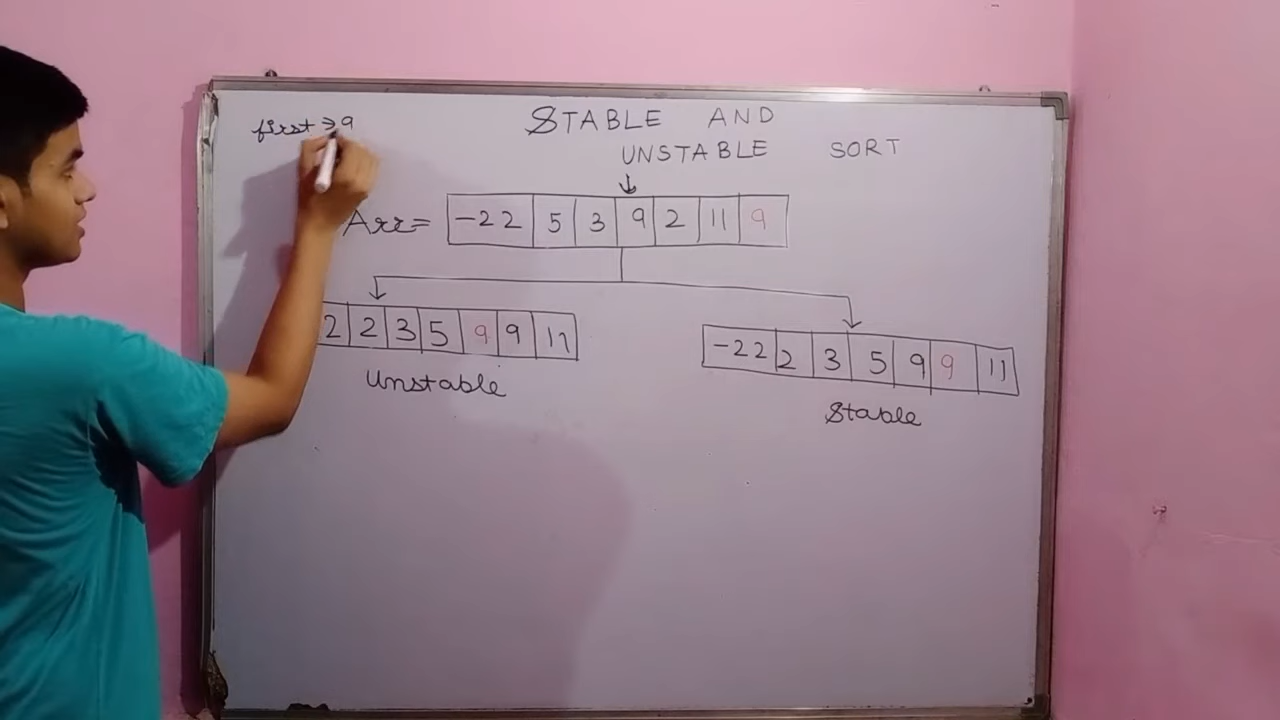 first → 9
STABLE AND
UNSTABLE SORT
Arr= -22 5 3 9 2 11 9
2 2 3 5 9 9 11
Unstable
-22 2 3 5 9 9 11
Stable